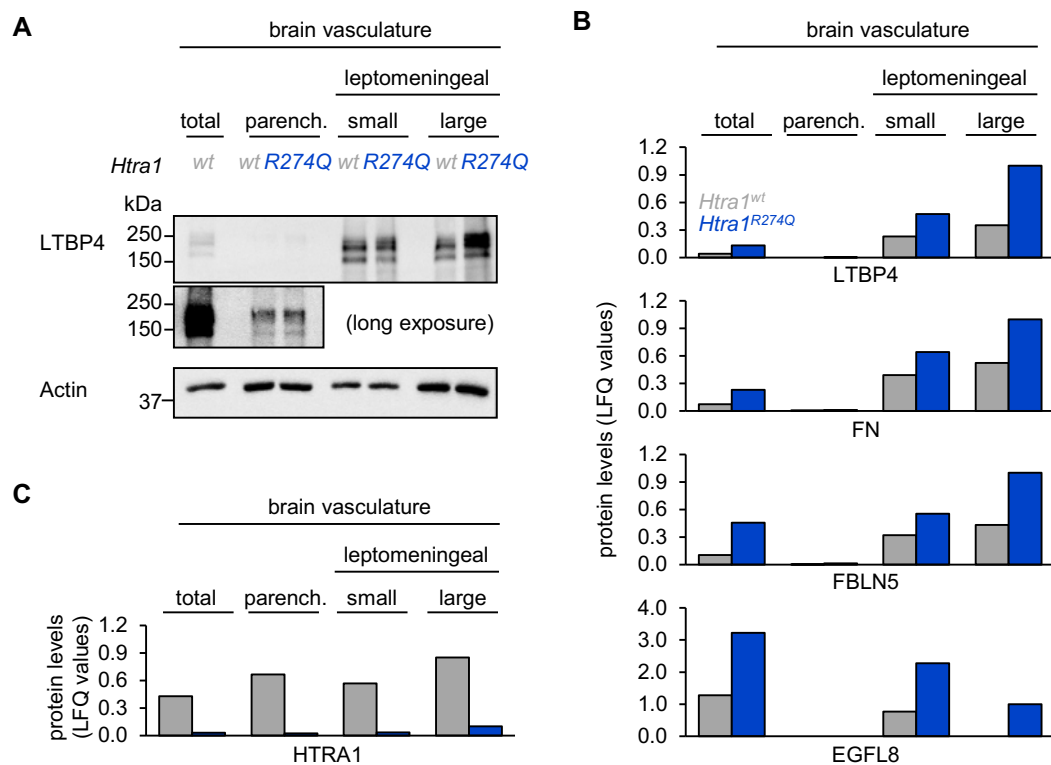 A
brain vasculature
leptomeningeal
total parench. small large
Htra1 wt wt R274Q wt R274Q wt R274Q
kDa
LTBP4
250
150
250
150
(long exposure)
Actin
37
B
brain vasculature
leptomeningeal
total parench. small large
protein levels (LFQ values)
1.2
0.9
0.6
0.3
0.0
Htra1wt
Htra1R274Q
LTBP4
1.2
0.9
0.6
0.3
0.0
FN
1.2
0.9
0.6
0.3
0.0
FBLN5
4.0
3.0
2.0
1.0
0.0
EGFL8
C
brain vasculature
leptomeningeal
total parench. small large
protein levels
(LFQ values)
1.2
0.9
0.6
0.3
0.0
HTRA1